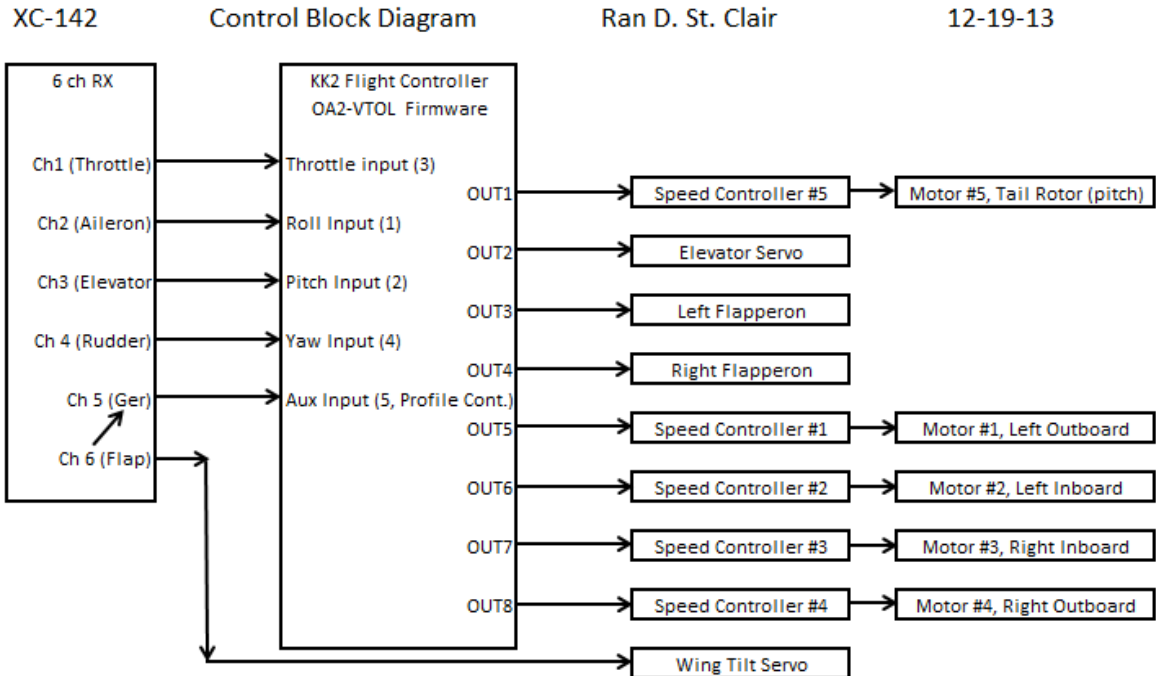 XC-142 Control Block Diagram Ran D. St. Clair 12-19-13
6 ch RX
Ch1 (Throttle)
Ch2 (Aileron)
Ch3 (Elevator
Ch 4 (Rudder)
Ch 5 (Ger)
Ch 6 (Flap)
KK2 Flight Controller
OA2-VTOL Firmware
Throttle input (3)
Roll Input (1)
Pitch Input (2)
Yaw Input (4)
Aux Input (5, Profile Cont.)
OUT1
OUT2
OUT3
OUT4
OUT5
OUT6
OUT7
OUT8
Speed Controller #5
Elevator Servo
Left Flapperon
Right Flapperon
Speed Controller #1
Speed Controller #2
Speed Controller #3
Speed Controller #4
Wing Tilt Servo
Motor #5, Tail Rotor (pitch)
Motor #1, Left Outboard
Motor #2, Left Inboard
Motor #3, Right Inboard
Motor #4, Right Outboard